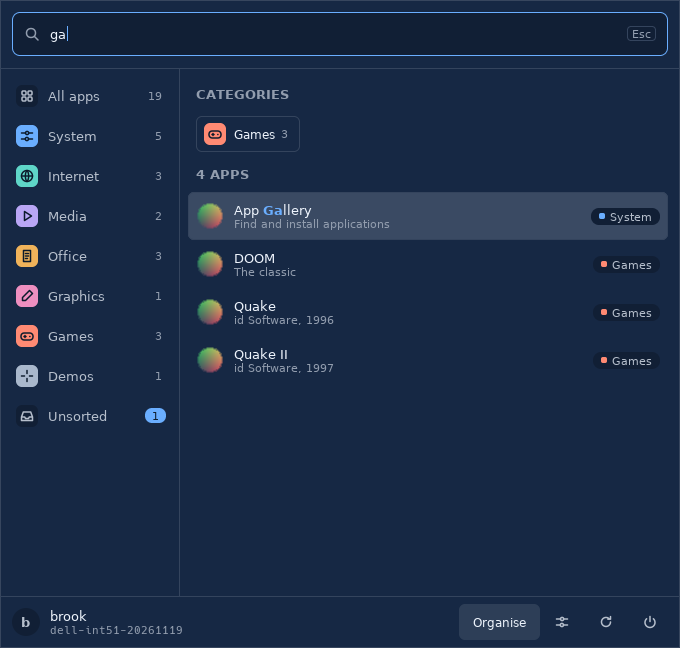 ga
Esc
All apps 19
System 5
Internet 3
Media 2
Office 3
Graphics 1
Games 3
Demos 1
Unsorted 1
CATEGORIES
Games 3
4 APPS
App Gallery
Find and install applications
System
DOOM
The classic
Games
Quake
id Software, 1996
Games
Quake II
id Software, 1997
Games
b
brook
dell-int51-20261119
Organise